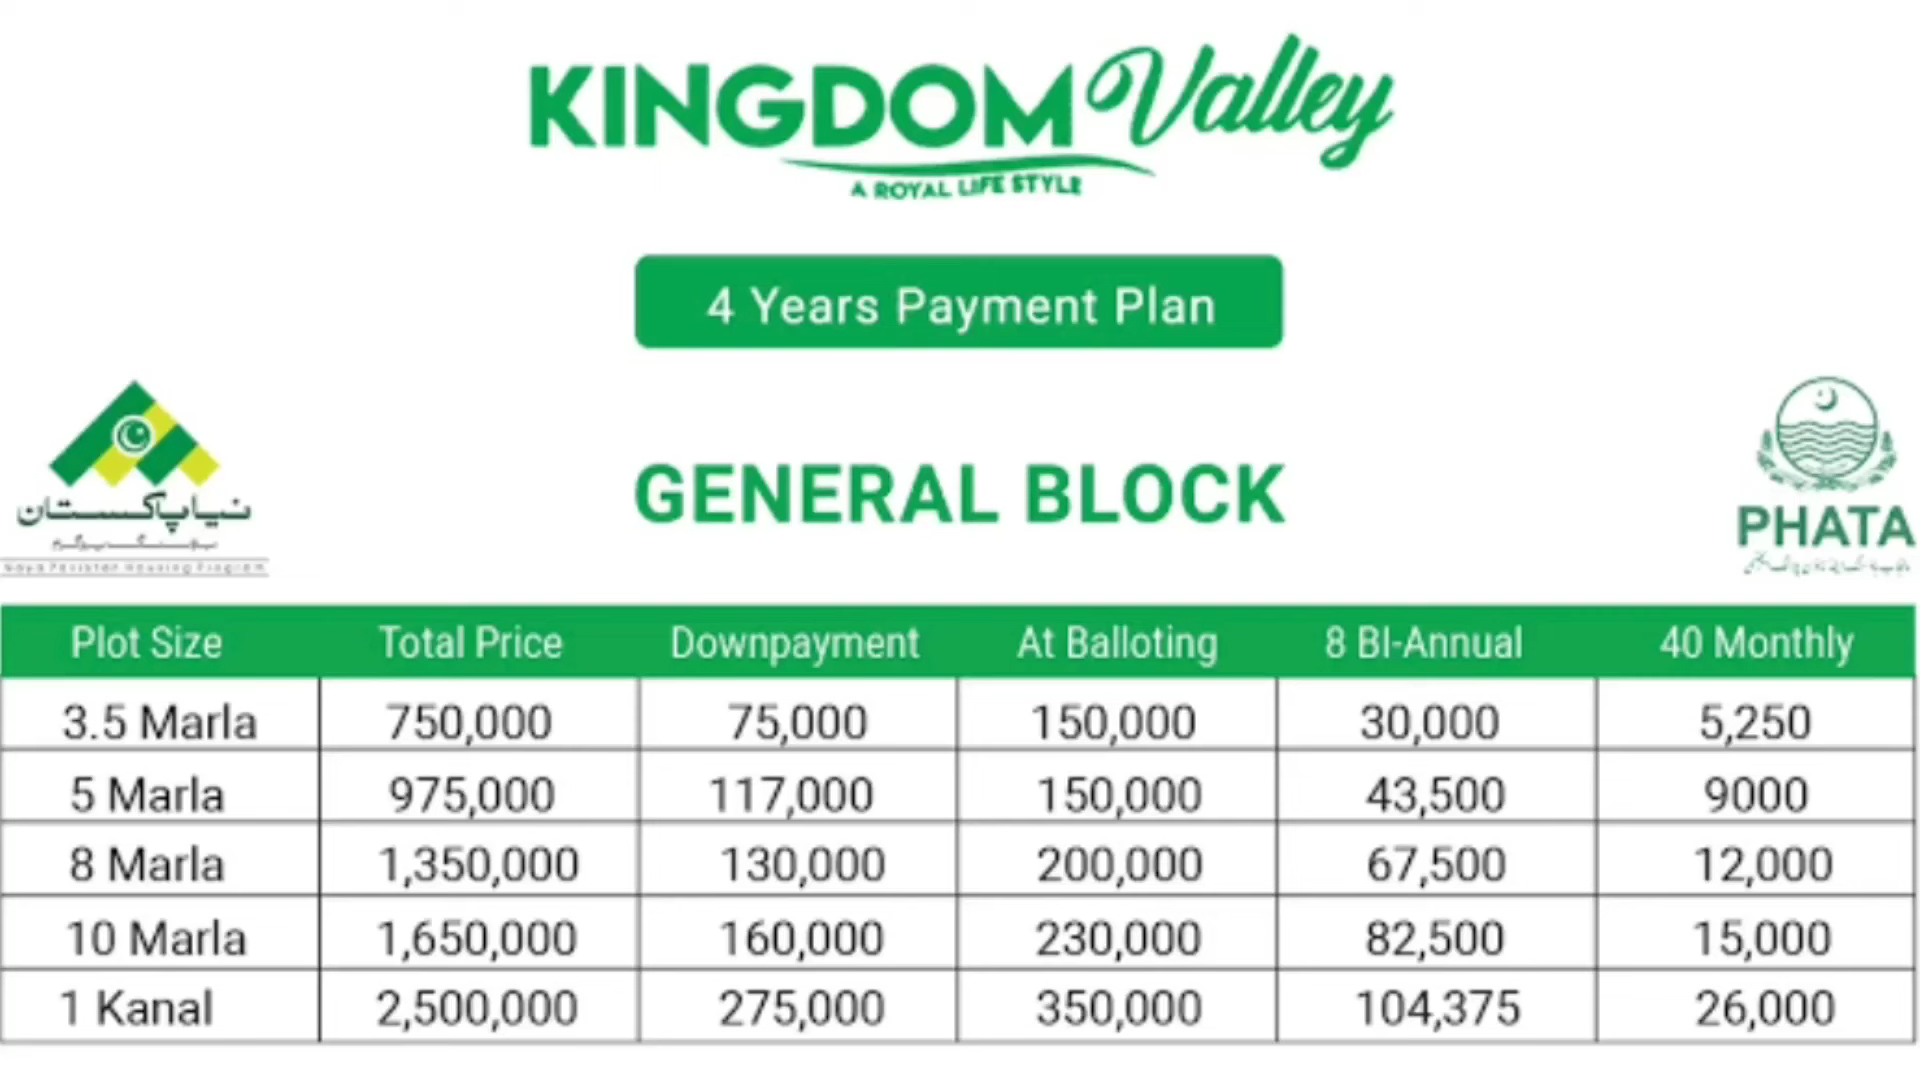 KINGDOM Valley
A ROYAL LIFE STYLE
4 Years Payment Plan
نیاپاکستان
GENERAL BLOCK
PHATA
Plot Size Total Price Downpayment At Balloting 8 BI-Annual 40 Monthly
3.5 Marla 750,000 75,000 150,000 30,000 5,250
5 Marla 975,000 117,000 150,000 43,500 9000
8 Marla 1,350,000 130,000 200,000 67,500 12,000
10 Marla 1,650,000 160,000 230,000 82,500 15,000
1 Kanal 2,500,000 275,000 350,000 104,375 26,000